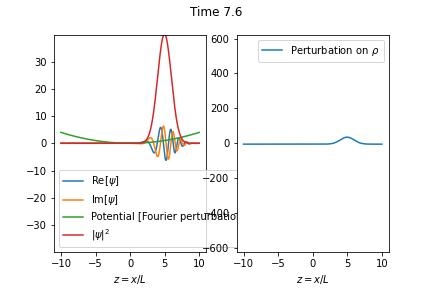 Time 7.6
30
20
10
0
−10
−20
−30
Re[ψ]
Im[ψ]
Potential [Fourier perturbatio
|ψ|²
−10 −5 0 5 10
z = x/L
600
400
200
0
−200
−400
−600
Perturbation on ρ
−10 −5 0 5 10
z = x/L